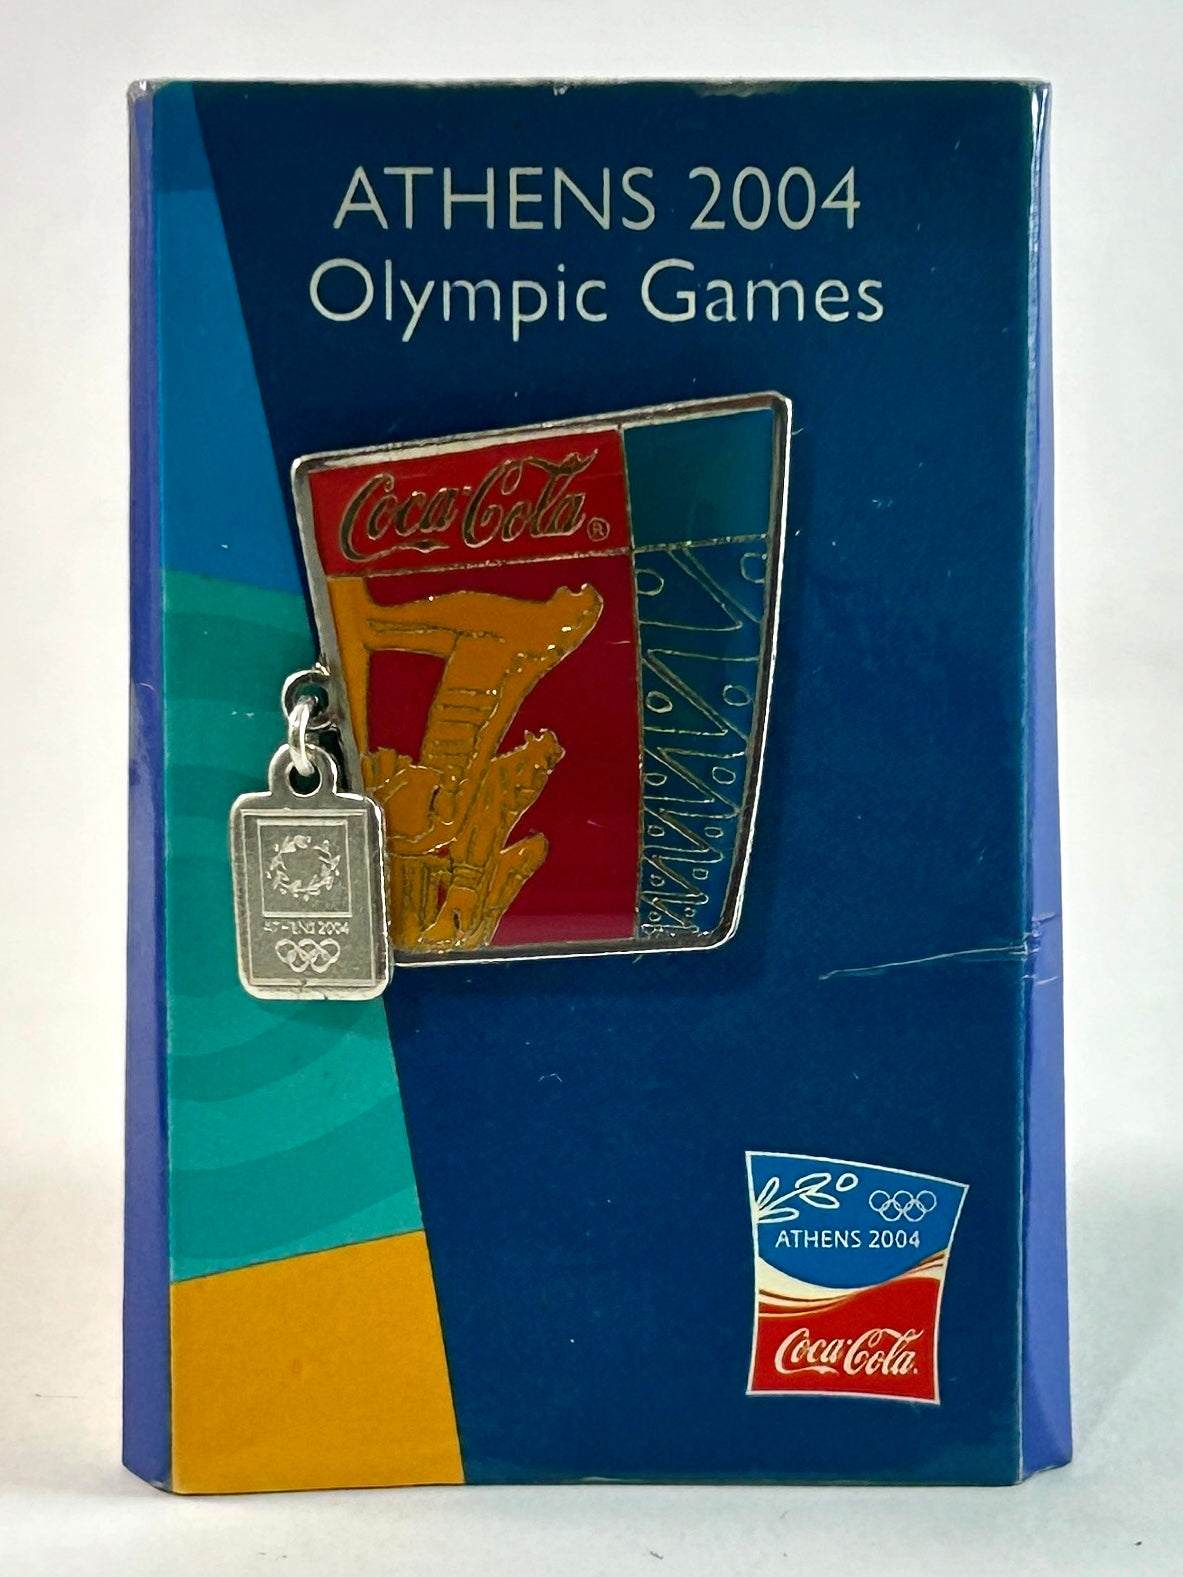 ATHENS 2004
Olympic Games
Coca-Cola ®
ATHENS 2004
ATHENS 2004
Coca-Cola